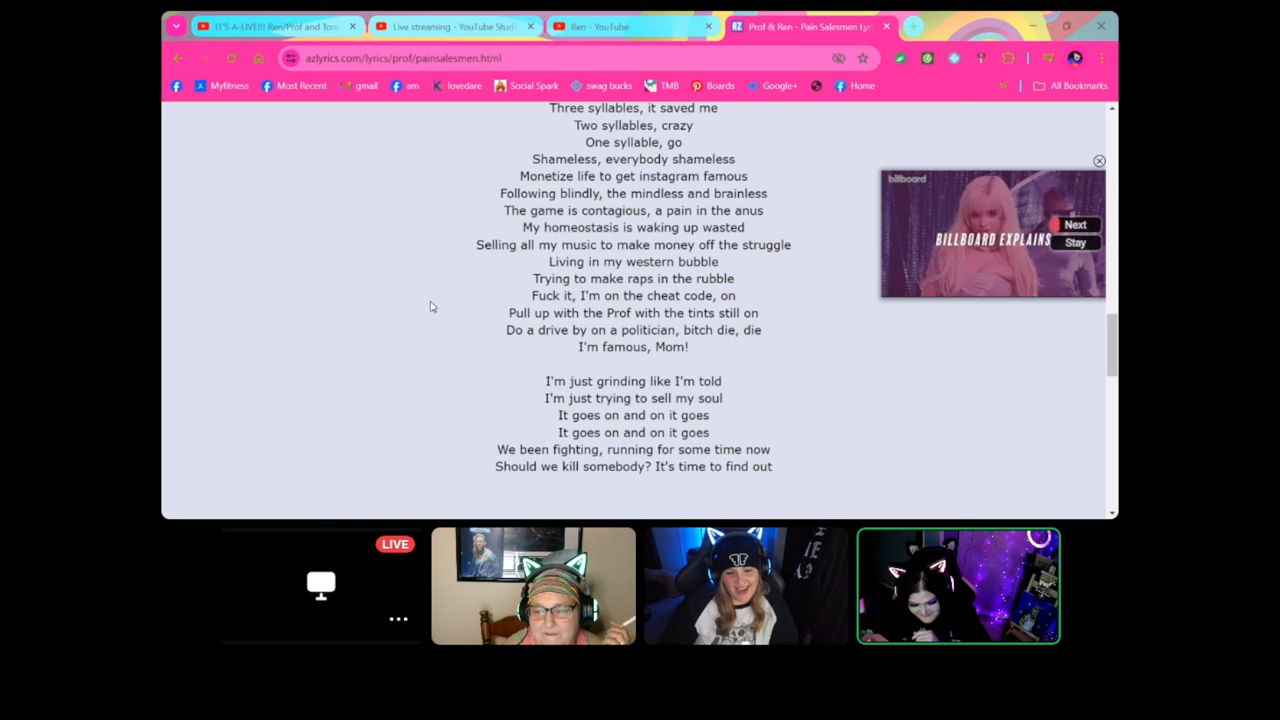 IT'S A-LIVE!!! Ren/Prof and Tom
Live streaming - YouTube Studi
Ren - YouTube
Prof & Ren - Pain Salesmen Lyr
azlyrics.com/lyrics/prof/painsalesmen.html
Myfitness
Most Recent
gmail
am
lovedare
Social Spark
swag bucks
TMB
Boards
Google+
Home
All Bookmarks
Three syllables, it saved me
Two syllables, crazy
One syllable, go
Shameless, everybody shameless
Monetize life to get instagram famous
Following blindly, the mindless and brainless
The game is contagious, a pain in the anus
My homeostasis is waking up wasted
Selling all my music to make money off the struggle
Living in my western bubble
Trying to make raps in the rubble
Fuck it, I'm on the cheat code, on
Pull up with the Prof with the tints still on
Do a drive by on a politician, bitch die, die
I'm famous, Mom!
I'm just grinding like I'm told
I'm just trying to sell my soul
It goes on and on it goes
It goes on and on it goes
We been fighting, running for some time now
Should we kill somebody? It's time to find out
billboard
BILLBOARD EXPLAINS
Next
Stay
LIVE